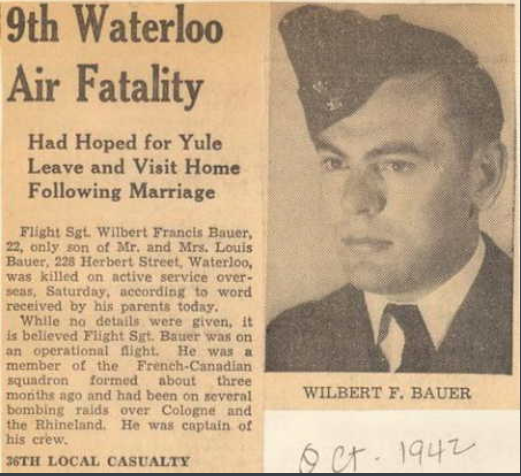 9th Waterloo
Air Fatality
Had Hoped for Yule
Leave and Visit Home
Following Marriage
Flight Sgt. Wilbert Francis Bauer,
22, only son of Mr. and Mrs. Louis
Bauer, 228 Herbert Street, Waterloo,
was killed on active service over-
seas, Saturday, according to word
received by his parents today.
While no details were given, it
is believed Flight Sgt. Bauer was on
an operational flight. He was a
member of the French-Canadian
squadron formed about three
months ago and had been on several
bombing raids over Cologne and
the Rhineland. He was captain of
his crew.
36TH LOCAL CASUALTY
WILBERT F. BAUER
Oct. 1942